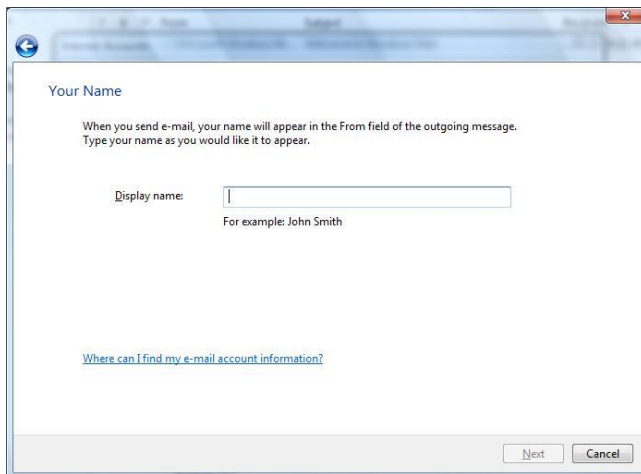 Your Name
When you send e-mail, your name will appear in the From field of the outgoing message.
Type your name as you would like it to appear.
Display name:
For example: John Smith
Where can I find my e-mail account information?
Next Cancel